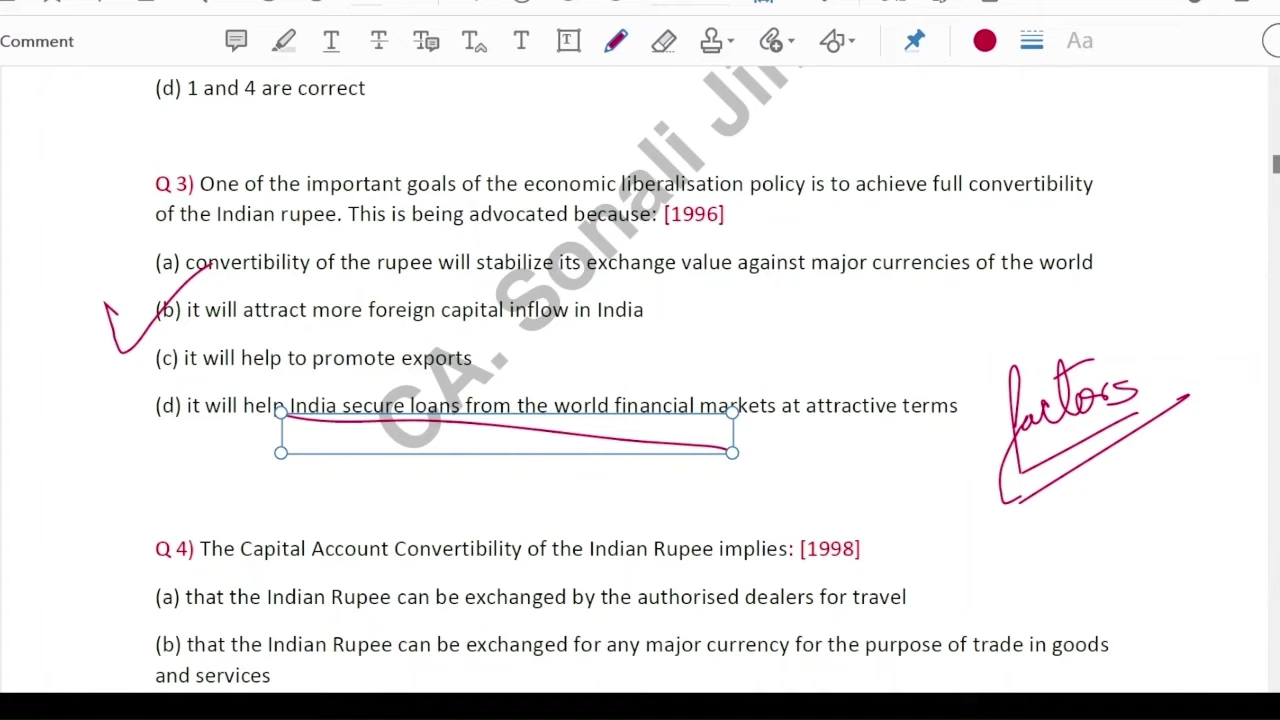 Comment
T T T T T T Aa
(d) 1 and 4 are correct
Q 3) One of the important goals of the economic liberalisation policy is to achieve full convertibility
of the Indian rupee. This is being advocated because: [1996]
(a) convertibility of the rupee will stabilize its exchange value against major currencies of the world
(b) it will attract more foreign capital inflow in India
(c) it will help to promote exports
(d) it will help India secure loans from the world financial markets at attractive terms
factors
Q 4) The Capital Account Convertibility of the Indian Rupee implies: [1998]
(a) that the Indian Rupee can be exchanged by the authorised dealers for travel
(b) that the Indian Rupee can be exchanged for any major currency for the purpose of trade in goods
and services
CA. Sonali